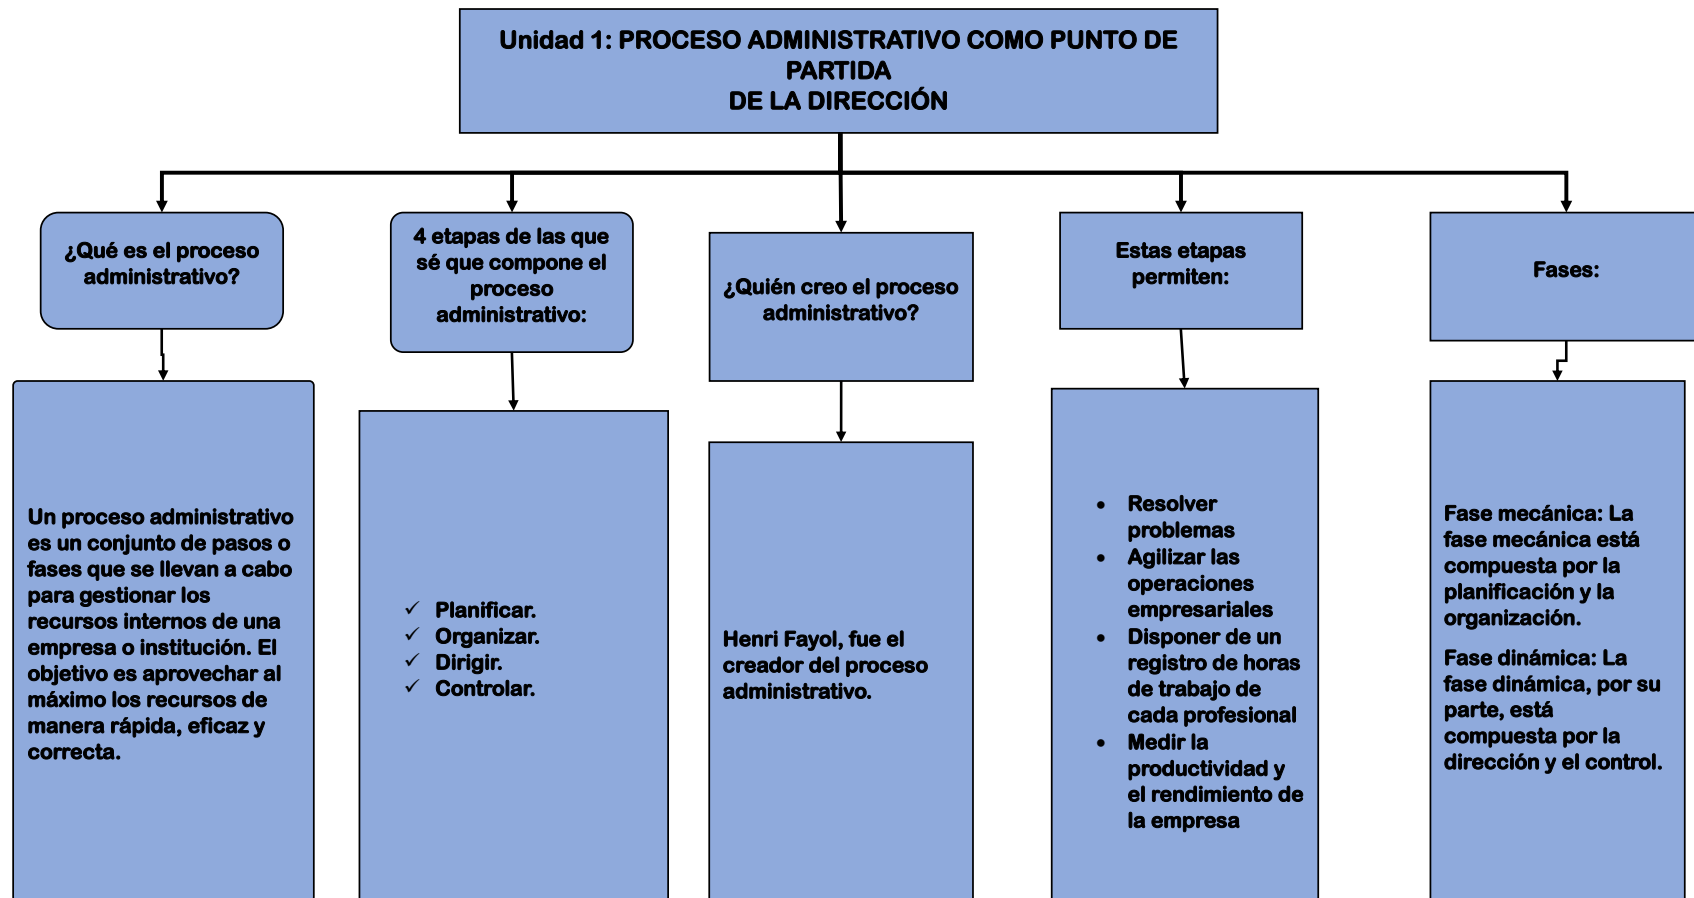 Unidad 1: PROCESO ADMINISTRATIVO COMO PUNTO DE
PARTIDA
DE LA DIRECCIÓN
¿Qué es el proceso
administrativo?
4 etapas de las que
sé que compone el
proceso
administrativo:
¿Quién creo el proceso
administrativo?
Estas etapas
permiten:
Fases:
Un proceso administrativo
es un conjunto de pasos o
fases que se llevan a cabo
para gestionar los
recursos internos de una
empresa o institución. El
objetivo es aprovechar al
máximo los recursos de
manera rápida, eficaz y
correcta.
✓ Planificar.
✓ Organizar.
✓ Dirigir.
✓ Controlar.
Henri Fayol, fue el
creador del proceso
administrativo.
• Resolver
problemas
• Agilizar las
operaciones
empresariales
• Disponer de un
registro de horas
de trabajo de
cada profesional
• Medir la
productividad y
el rendimiento de
la empresa
Fase mecánica: La
fase mecánica está
compuesta por la
planificación y la
organización.
Fase dinámica: La
fase dinámica, por su
parte, está
compuesta por la
dirección y el control.